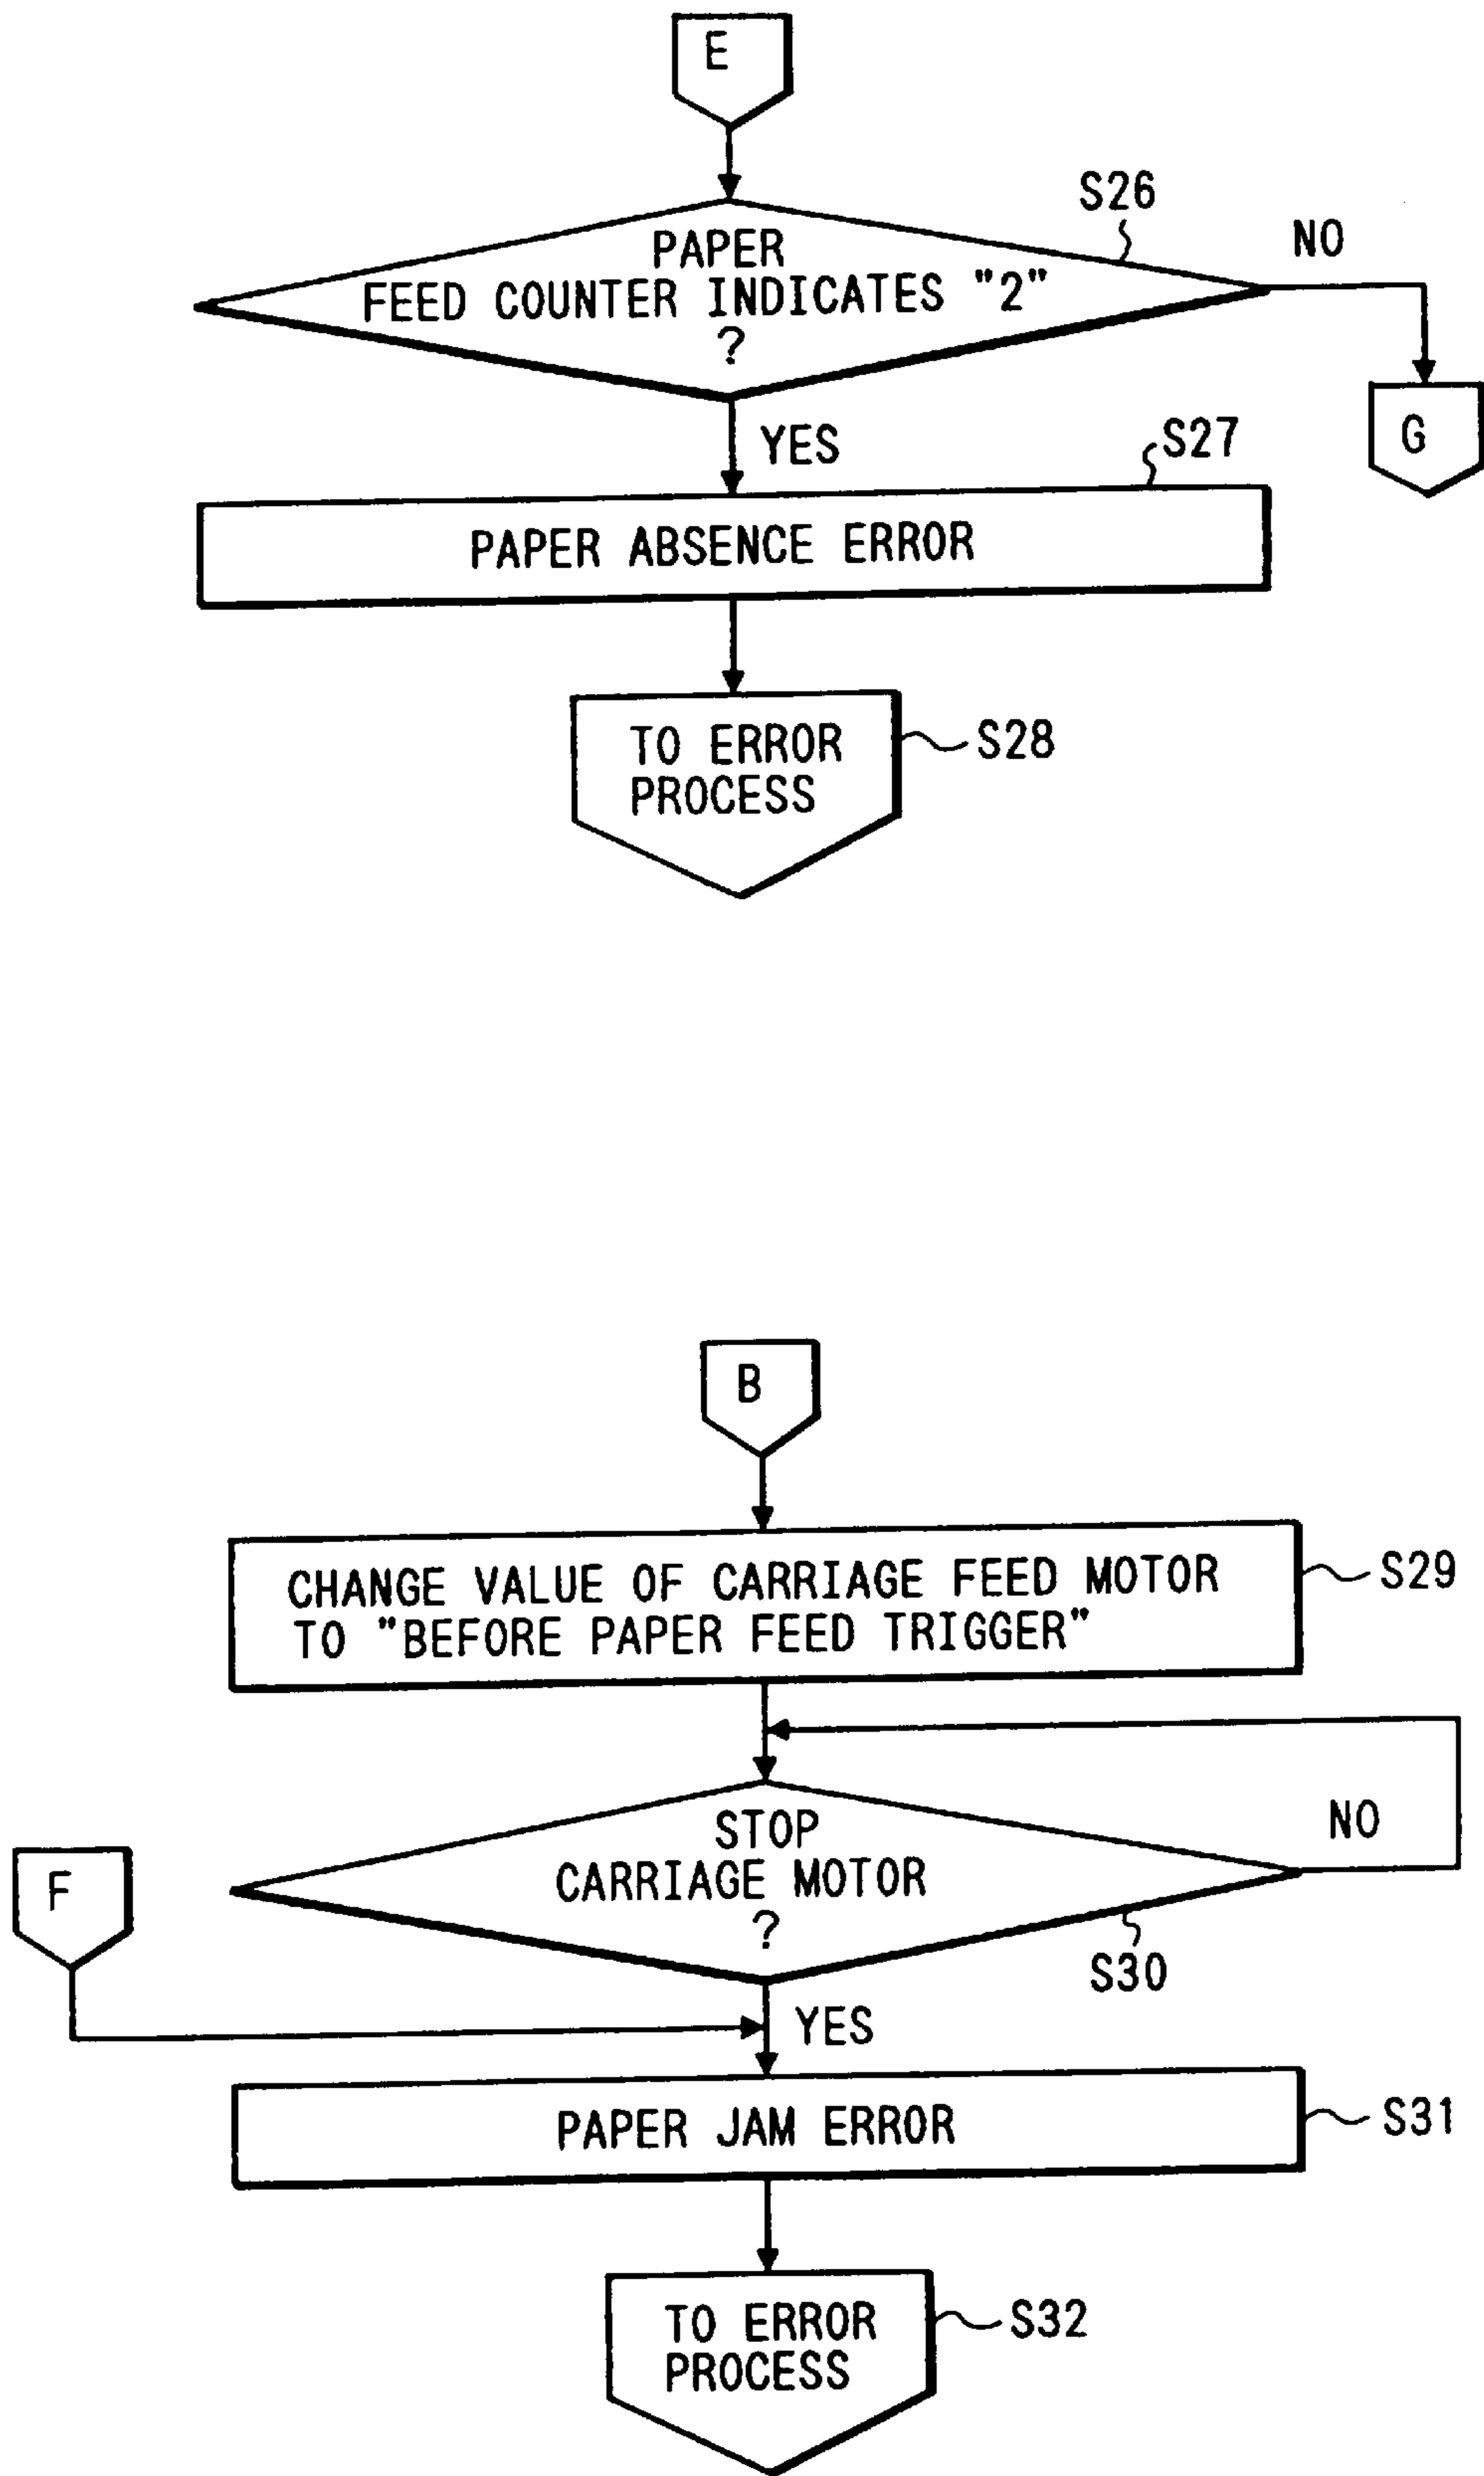 E
S26
NO
PAPER
FEED COUNTER INDICATES "2"
?
G
YES
S27
PAPER ABSENCE ERROR
TO ERROR
PROCESS
S28
B
CHANGE VALUE OF CARRIAGE FEED MOTOR
TO "BEFORE PAPER FEED TRIGGER"
S29
STOP
CARRIAGE MOTOR
?
NO
F
S30
YES
PAPER JAM ERROR
S31
TO ERROR
PROCESS
S32